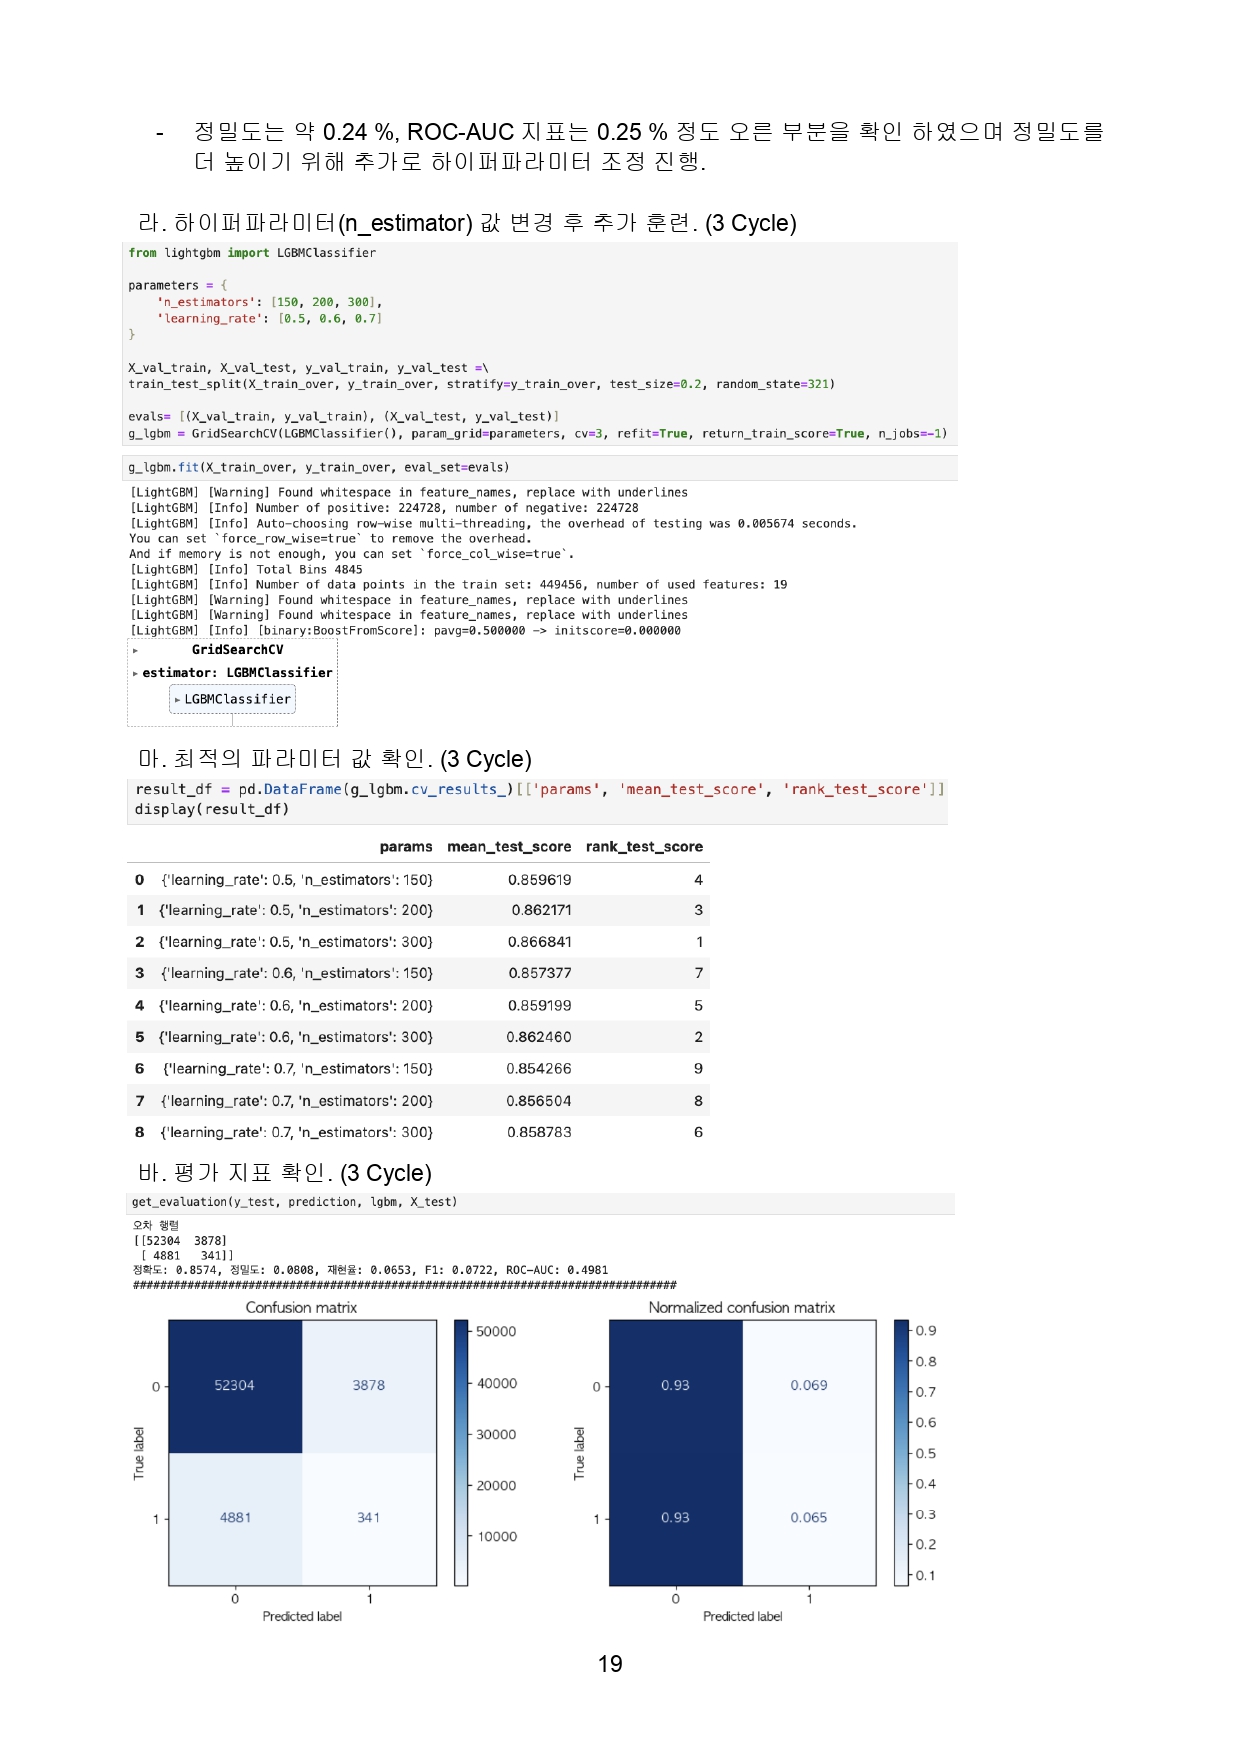 - 정밀도는 약 0.24 %, ROC-AUC 지표는 0.25 % 정도 오른 부분을 확인 하였으며 정밀도를
더 높이기 위해 추가로 하이퍼파라미터 조정 진행.
라. 하이퍼파라미터(n_estimator) 값 변경 후 추가 훈련. (3 Cycle)
from lightgbm import LGBMClassifier
parameters = {
'n_estimators': [150, 200, 300],
'learning_rate': [0.5, 0.6, 0.7]
}
X_val_train, X_val_test, y_val_train, y_val_test =\
train_test_split(X_train_over, y_train_over, stratify=y_train_over, test_size=0.2, random_state=321)
evals= [(X_val_train, y_val_train), (X_val_test, y_val_test)]
g_lgbm = GridSearchCV(LGBMClassifier(), param_grid=parameters, cv=3, refit=True, return_train_score=True, n_jobs=-1)
g_lgbm.fit(X_train_over, y_train_over, eval_set=evals)
[LightGBM] [Warning] Found whitespace in feature_names, replace with underlines
[LightGBM] [Info] Number of positive: 224728, number of negative: 224728
[LightGBM] [Info] Auto-choosing row-wise multi-threading, the overhead of testing was 0.005674 seconds.
You can set `force_row_wise=true` to remove the overhead.
And if memory is not enough, you can set `force_col_wise=true`.
[LightGBM] [Info] Total Bins 4845
[LightGBM] [Info] Number of data points in the train set: 449456, number of used features: 19
[LightGBM] [Warning] Found whitespace in feature_names, replace with underlines
[LightGBM] [Warning] Found whitespace in feature_names, replace with underlines
[LightGBM] [Info] [binary:BoostFromScore]: pavg=0.500000 -> initscore=0.000000
▸ GridSearchCV
▸ estimator: LGBMClassifier
▸ LGBMClassifier
마. 최적의 파라미터 값 확인. (3 Cycle)
result_df = pd.DataFrame(g_lgbm.cv_results_)[['params', 'mean_test_score', 'rank_test_score']]
display(result_df)
params mean_test_score rank_test_score
0 {'learning_rate': 0.5, 'n_estimators': 150} 0.859619 4
1 {'learning_rate': 0.5, 'n_estimators': 200} 0.862171 3
2 {'learning_rate': 0.5, 'n_estimators': 300} 0.866841 1
3 {'learning_rate': 0.6, 'n_estimators': 150} 0.857377 7
4 {'learning_rate': 0.6, 'n_estimators': 200} 0.859199 5
5 {'learning_rate': 0.6, 'n_estimators': 300} 0.862460 2
6 {'learning_rate': 0.7, 'n_estimators': 150} 0.854266 9
7 {'learning_rate': 0.7, 'n_estimators': 200} 0.856504 8
8 {'learning_rate': 0.7, 'n_estimators': 300} 0.858783 6
바. 평가 지표 확인. (3 Cycle)
get_evaluation(y_test, prediction, lgbm, X_test)
오차 행렬
[[52304 3878]
[ 4881 341]]
정확도: 0.8574, 정밀도: 0.0808, 재현율: 0.0653, F1: 0.0722, ROC-AUC: 0.4981
################################################################################
Confusion matrix
52304 3878
4881 341
0
1
True label
0 1
Predicted label
50000
40000
30000
20000
10000
Normalized confusion matrix
0.93 0.069
0.93 0.065
0
1
True label
0 1
Predicted label
0.9
0.8
0.7
0.6
0.5
0.4
0.3
0.2
0.1
19